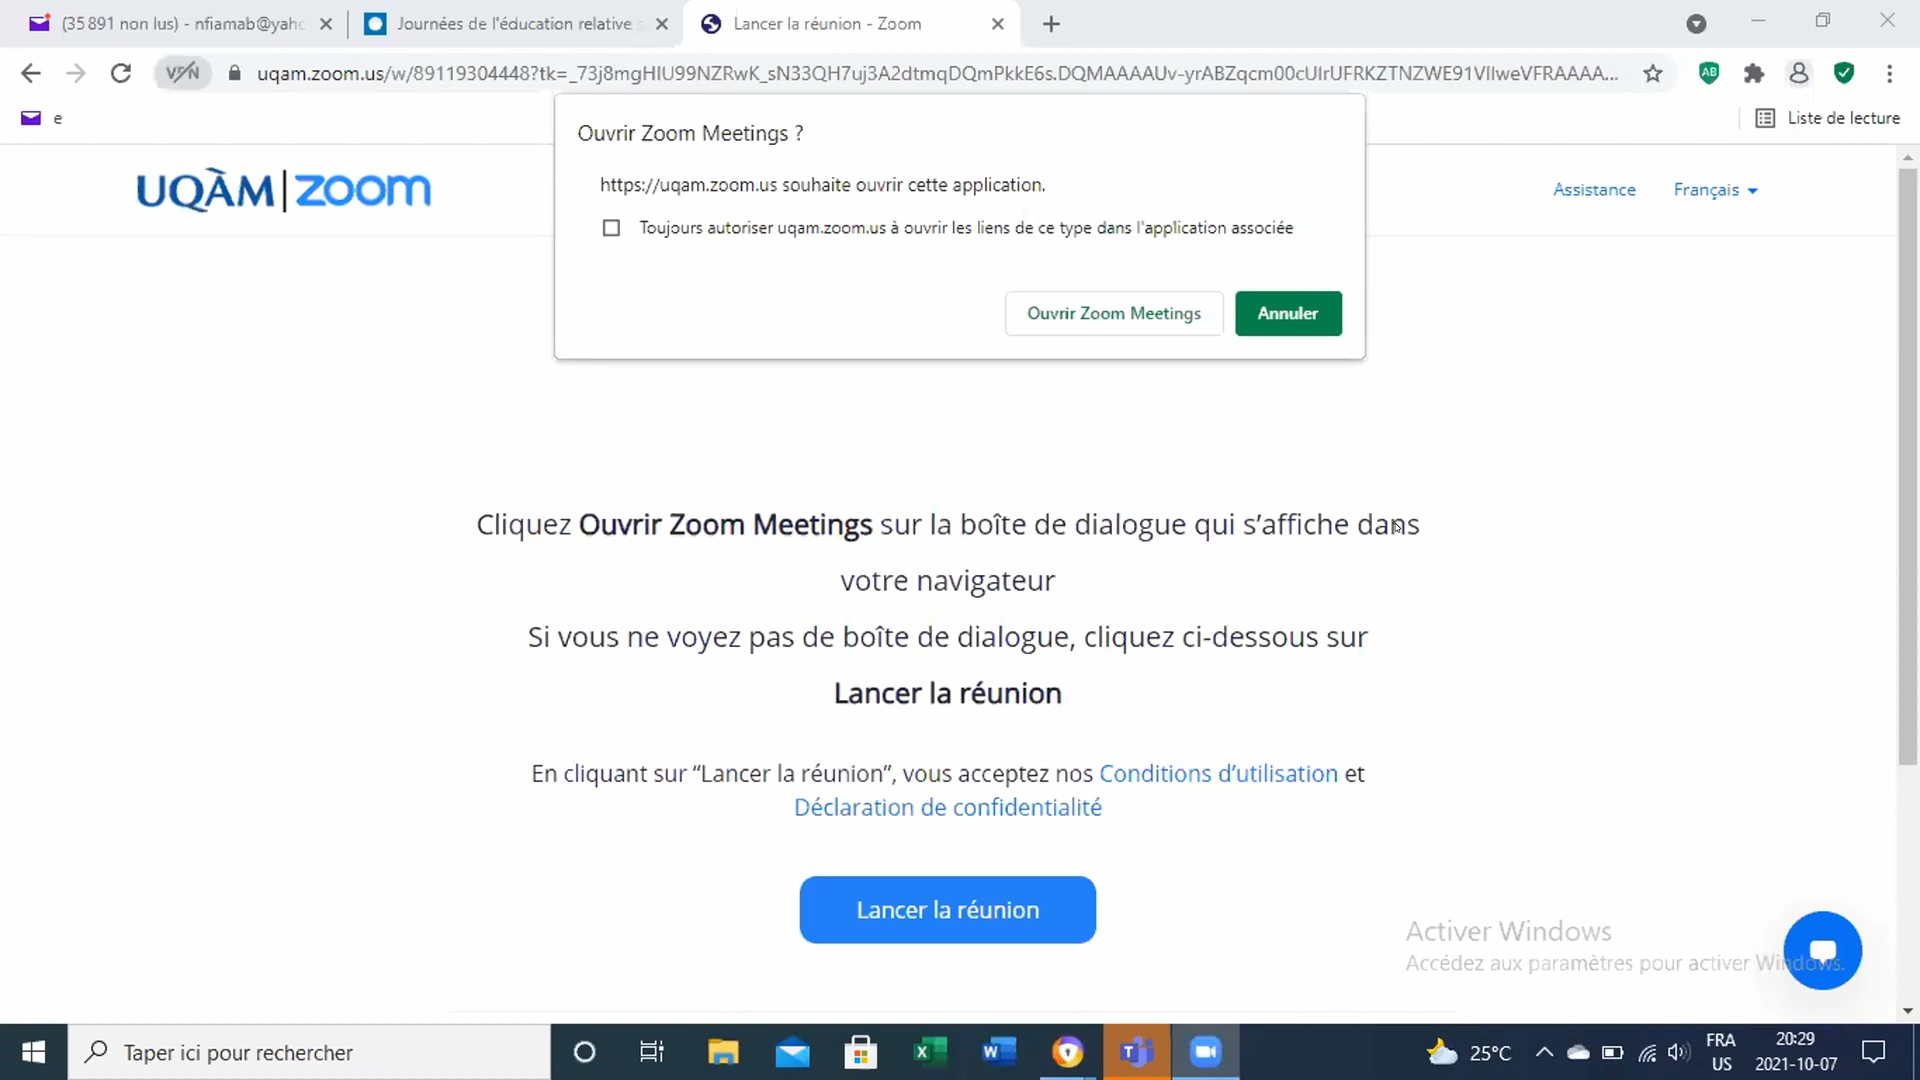 (35 891 non lus) - nfiamab@yaho
Journées de l'éducation relative
Lancer la réunion - Zoom
VPN
uqam.zoom.us/w/89119304448?tk=_73j8mgHIU99NZRwK_sN33QH7uj3A2dtmqDQmPkkE6s.DQMAAAAUv-yrABZqcm00cUIrUFRKZTNZWE91VlIweVFRAAAA...
AB
e
Liste de lecture
Ouvrir Zoom Meetings ?
https://uqam.zoom.us souhaite ouvrir cette application.
Toujours autoriser uqam.zoom.us à ouvrir les liens de ce type dans l'application associée
Ouvrir Zoom Meetings
Annuler
UQÀM | zoom
Assistance
Français
Cliquez Ouvrir Zoom Meetings sur la boîte de dialogue qui s’affiche dans
votre navigateur
Si vous ne voyez pas de boîte de dialogue, cliquez ci-dessous sur
Lancer la réunion
En cliquant sur “Lancer la réunion”, vous acceptez nos Conditions d’utilisation et
Déclaration de confidentialité
Lancer la réunion
Activer Windows
Accédez aux paramètres pour activer Windows.
Taper ici pour rechercher
25°C
FRA
US
20:29
2021-10-07